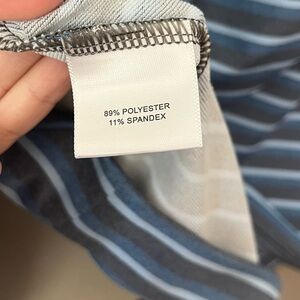 89% POLYESTER
11% SPANDEX